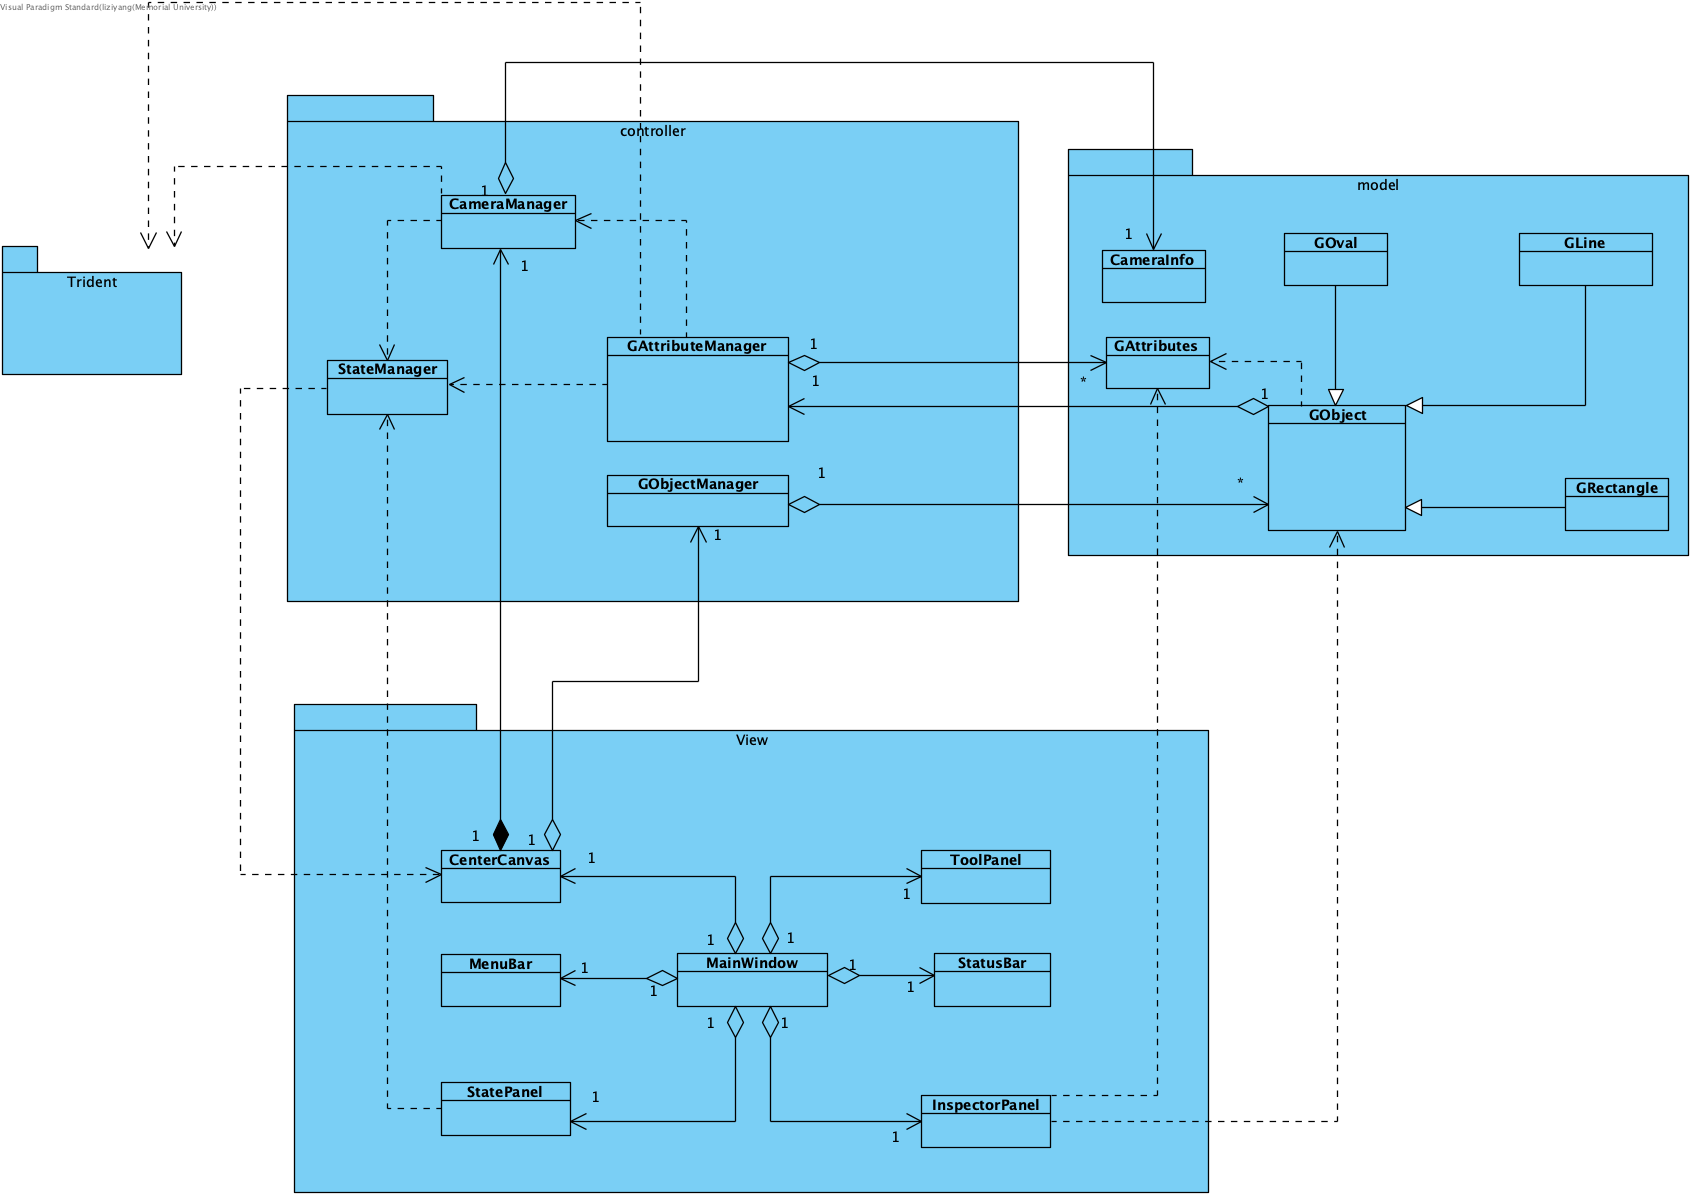 Visual Paradigm Standard(liziyang(Memorial University))
controller
1
CameraManager
1
model
1
CameraInfo
GOval
GLine
Trident
StateManager
GAttributeManager
1
1
*
GAttributes
1
GObject
GObjectManager
1
*
1
GRectangle
View
1
1
CenterCanvas
1
ToolPanel
1
1
1
MenuBar
1
1
MainWindow
1
StatusBar
1
1
1
StatePanel
1
InspectorPanel
1